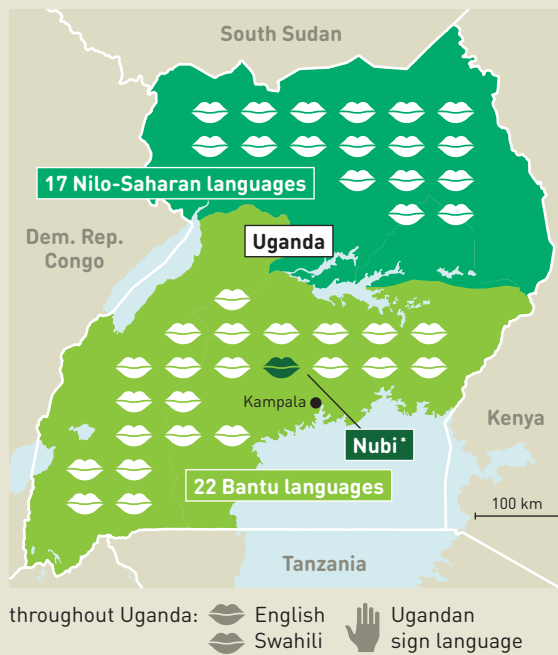 South Sudan
17 Nilo-Saharan languages
Dem. Rep.
Congo
Uganda
Kampala
Nubi*
Kenya
22 Bantu languages
100 km
Tanzania
throughout Uganda:
English
Swahili
Ugandan
sign language